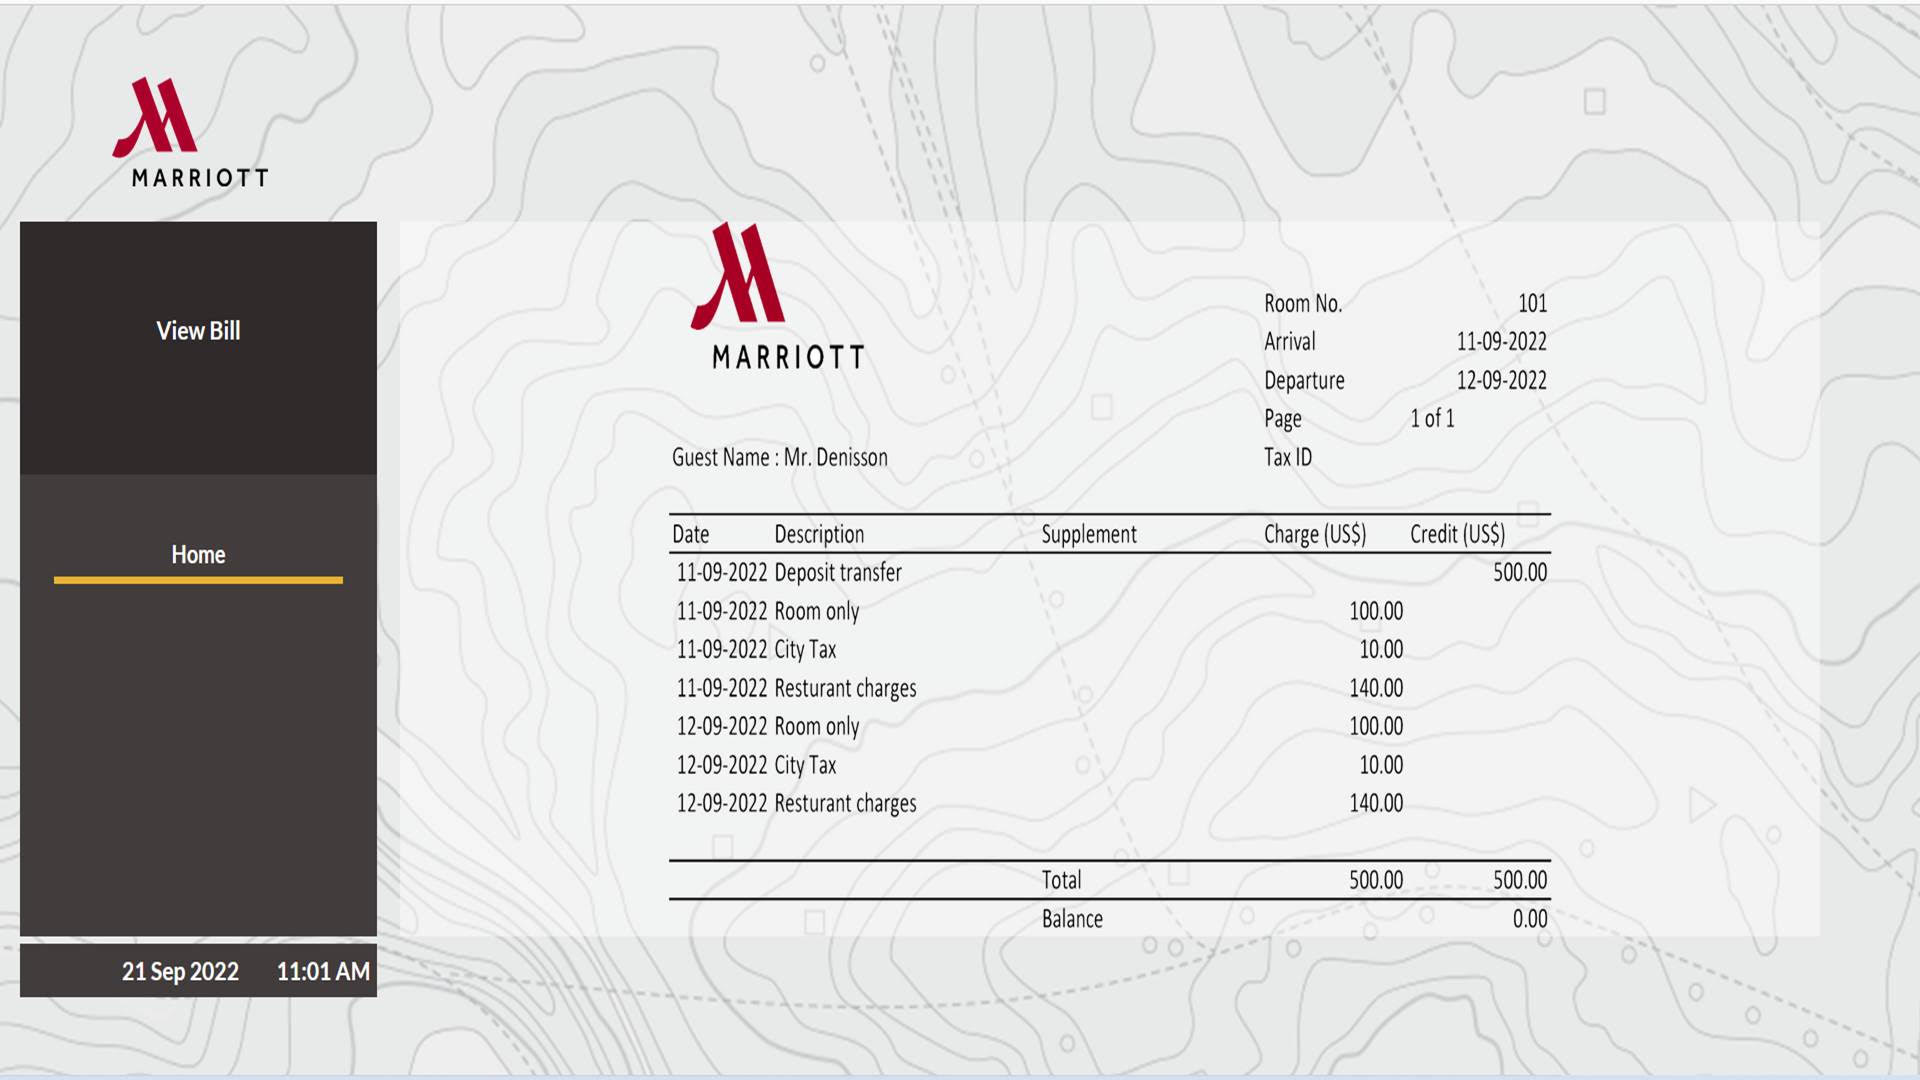 MARRIOTT
View Bill
Home
21 Sep 2022 11:01 AM
MARRIOTT
Room No. 101
Arrival 11-09-2022
Departure 12-09-2022
Page 1 of 1
Guest Name : Mr. Denisson Tax ID
Date Description Supplement Charge (US$) Credit (US$)
11-09-2022 Deposit transfer 500.00
11-09-2022 Room only 100.00
11-09-2022 City Tax 10.00
11-09-2022 Resturant charges 140.00
12-09-2022 Room only 100.00
12-09-2022 City Tax 10.00
12-09-2022 Resturant charges 140.00
Total 500.00 500.00
Balance 0.00